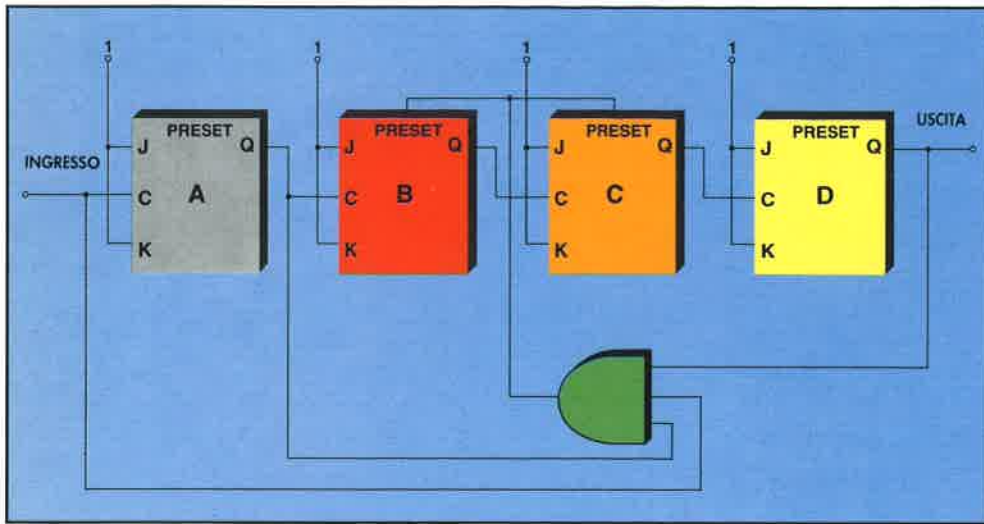 1 1 1 1
PRESET PRESET PRESET PRESET USCITA
J Q J Q J Q J Q
INGRESSO
C A C B C C C D
K K K K